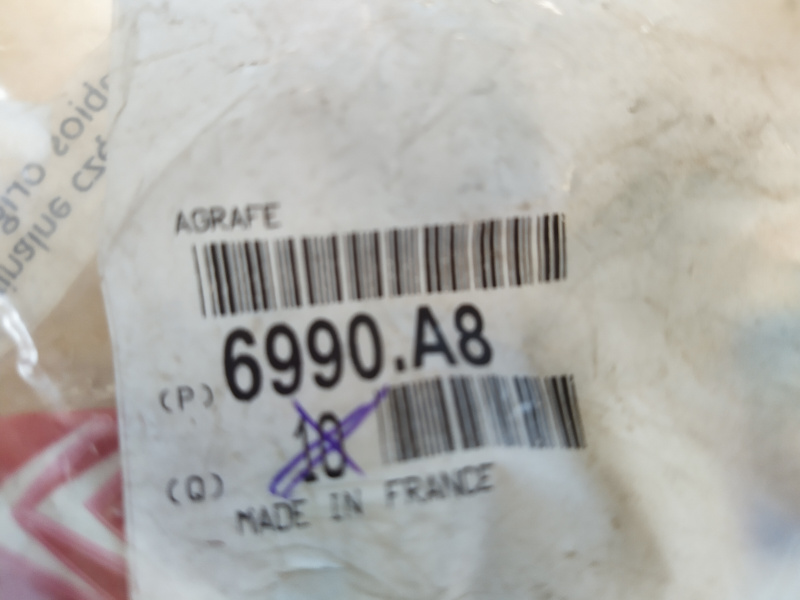 AGRAFE
6990.A8
(P)
10
(Q)
MADE IN FRANCE